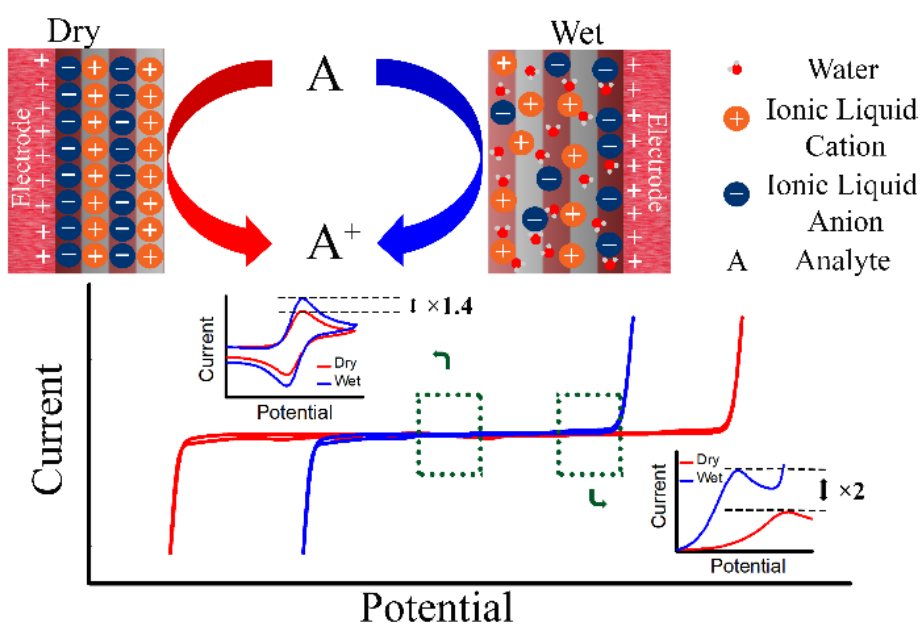 Dry
Wet
Electrode
A
A+
Electrode
Water
Ionic Liquid
Cation
Ionic Liquid
Anion
A Analyte
Current
Current
Dry
Wet
Potential
×1.4
Dry
Wet
Current
×2
Potential
Potential